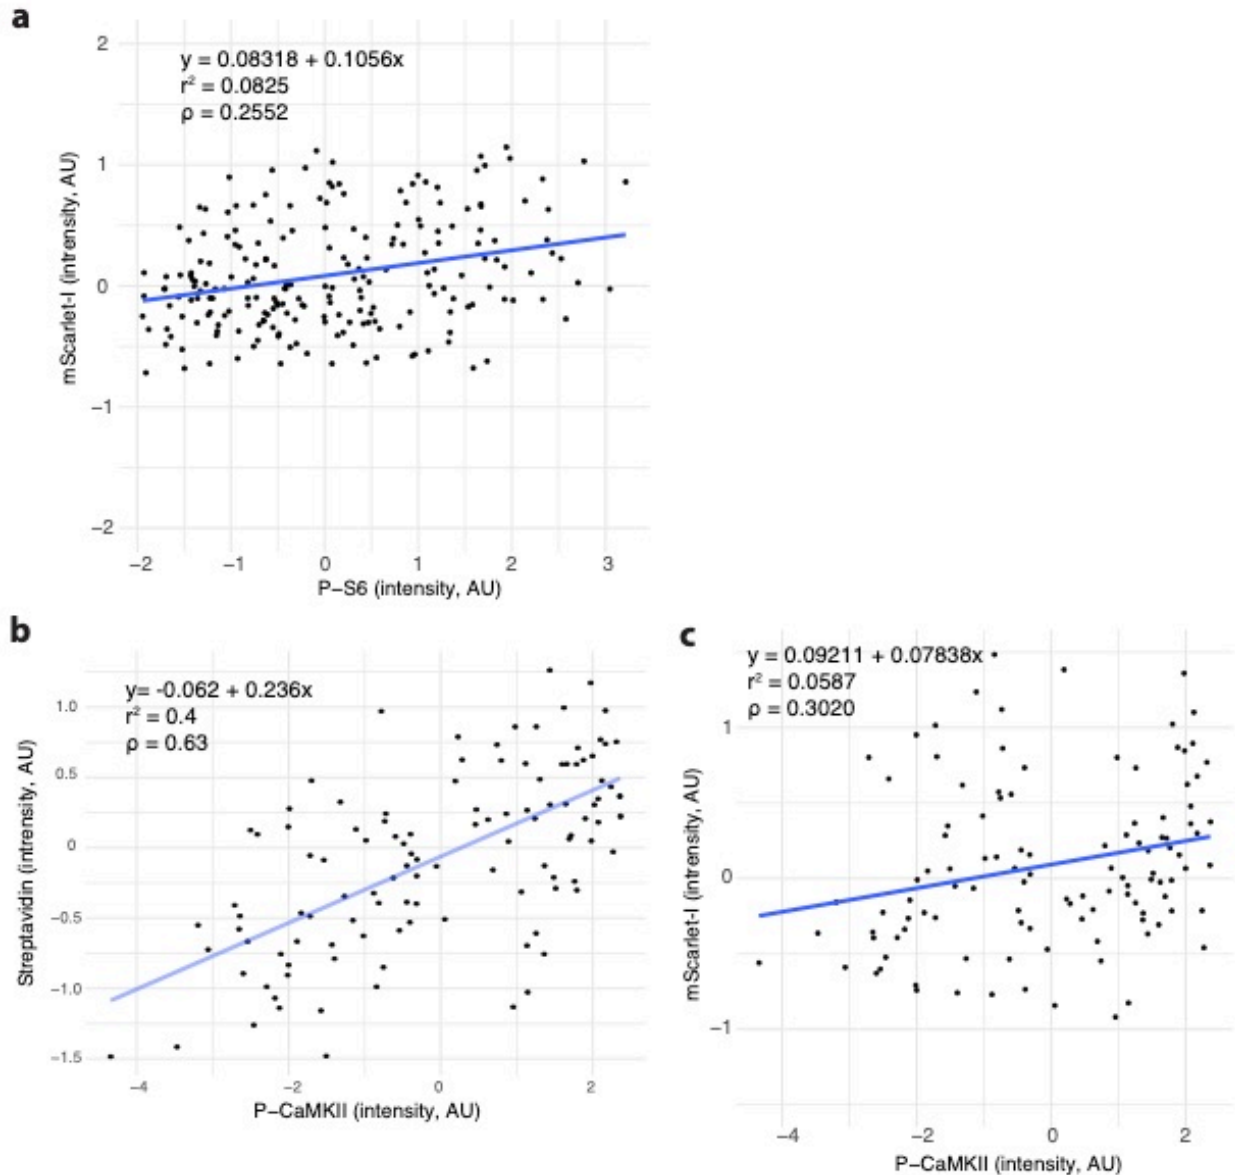 a
y = 0.08318 + 0.1056x
r² = 0.0825
ρ = 0.2552
mScarlet-I (intrensity, AU)
2
1
0
−1
−2
−2 −1 0 1 2 3
P−S6 (intensity, AU)
b
y= -0.062 + 0.236x
r² = 0.4
ρ = 0.63
Streptavidin (intrensity, AU)
1.0
0.5
0
−0.5
−1.0
−1.5
−4 −2 0 2
P−CaMKII (intensity, AU)
c
y = 0.09211 + 0.07838x
r² = 0.0587
ρ = 0.3020
mScarlet-I (intrensity, AU)
1
0
−1
−4 −2 0 2
P−CaMKII (intensity, AU)